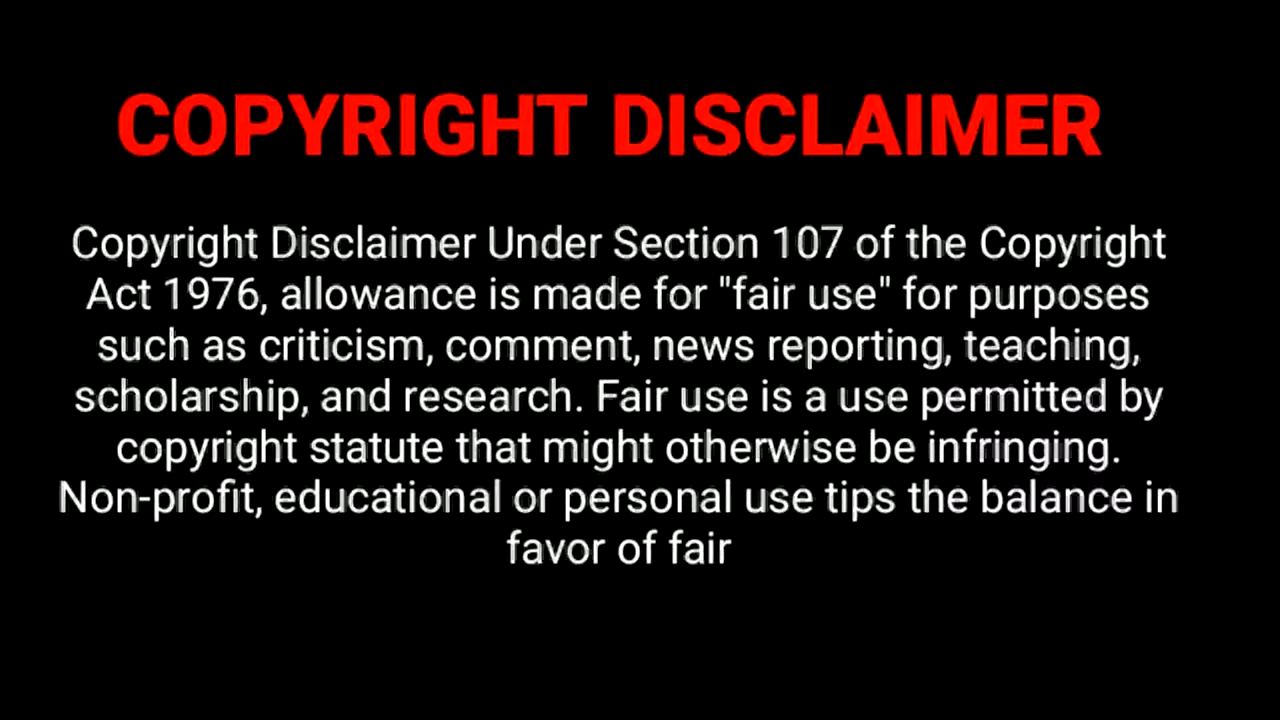 COPYRIGHT DISCLAIMER
Copyright Disclaimer Under Section 107 of the Copyright
Act 1976, allowance is made for "fair use" for purposes
such as criticism, comment, news reporting, teaching,
scholarship, and research. Fair use is a use permitted by
copyright statute that might otherwise be infringing.
Non-profit, educational or personal use tips the balance in
favor of fair